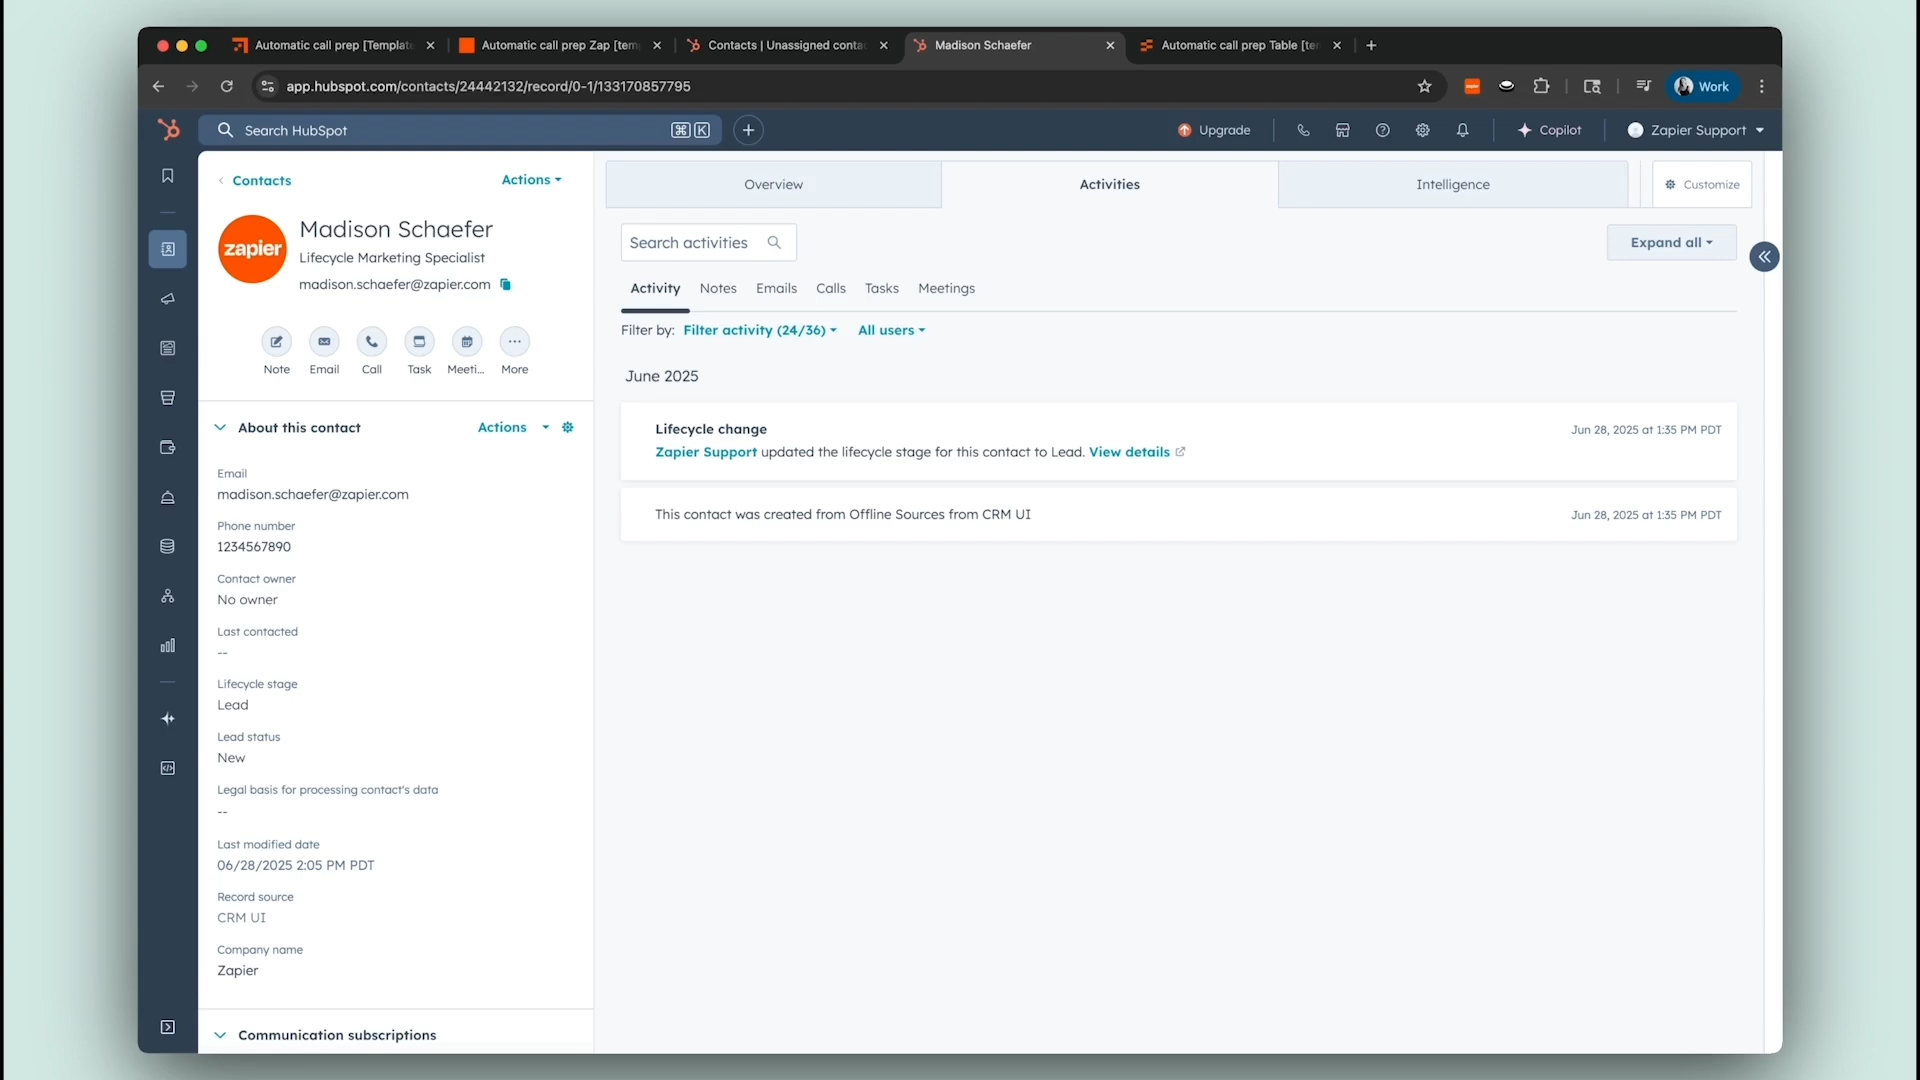 Automatic call prep [Template
Automatic call prep Zap [tem
Contacts | Unassigned conta
Madison Schaefer
Automatic call prep Table [te
app.hubspot.com/contacts/24442132/record/0-1/133170857795
Work
Search HubSpot
⌘ K
Upgrade
Copilot
Zapier Support
Contacts
Actions
zapier
Madison Schaefer
Lifecycle Marketing Specialist
madison.schaefer@zapier.com
Note
Email
Call
Task
Meeti...
More
About this contact
Actions
Email
madison.schaefer@zapier.com
Phone number
1234567890
Contact owner
No owner
Last contacted
--
Lifecycle stage
Lead
Lead status
New
Legal basis for processing contact's data
--
Last modified date
06/28/2025 2:05 PM PDT
Record source
CRM UI
Company name
Zapier
Communication subscriptions
Overview
Activities
Intelligence
Customize
Search activities
Expand all
Activity
Notes
Emails
Calls
Tasks
Meetings
Filter by: Filter activity (24/36) All users
June 2025
Lifecycle change
Jun 28, 2025 at 1:35 PM PDT
Zapier Support updated the lifecycle stage for this contact to Lead. View details
This contact was created from Offline Sources from CRM UI
Jun 28, 2025 at 1:35 PM PDT